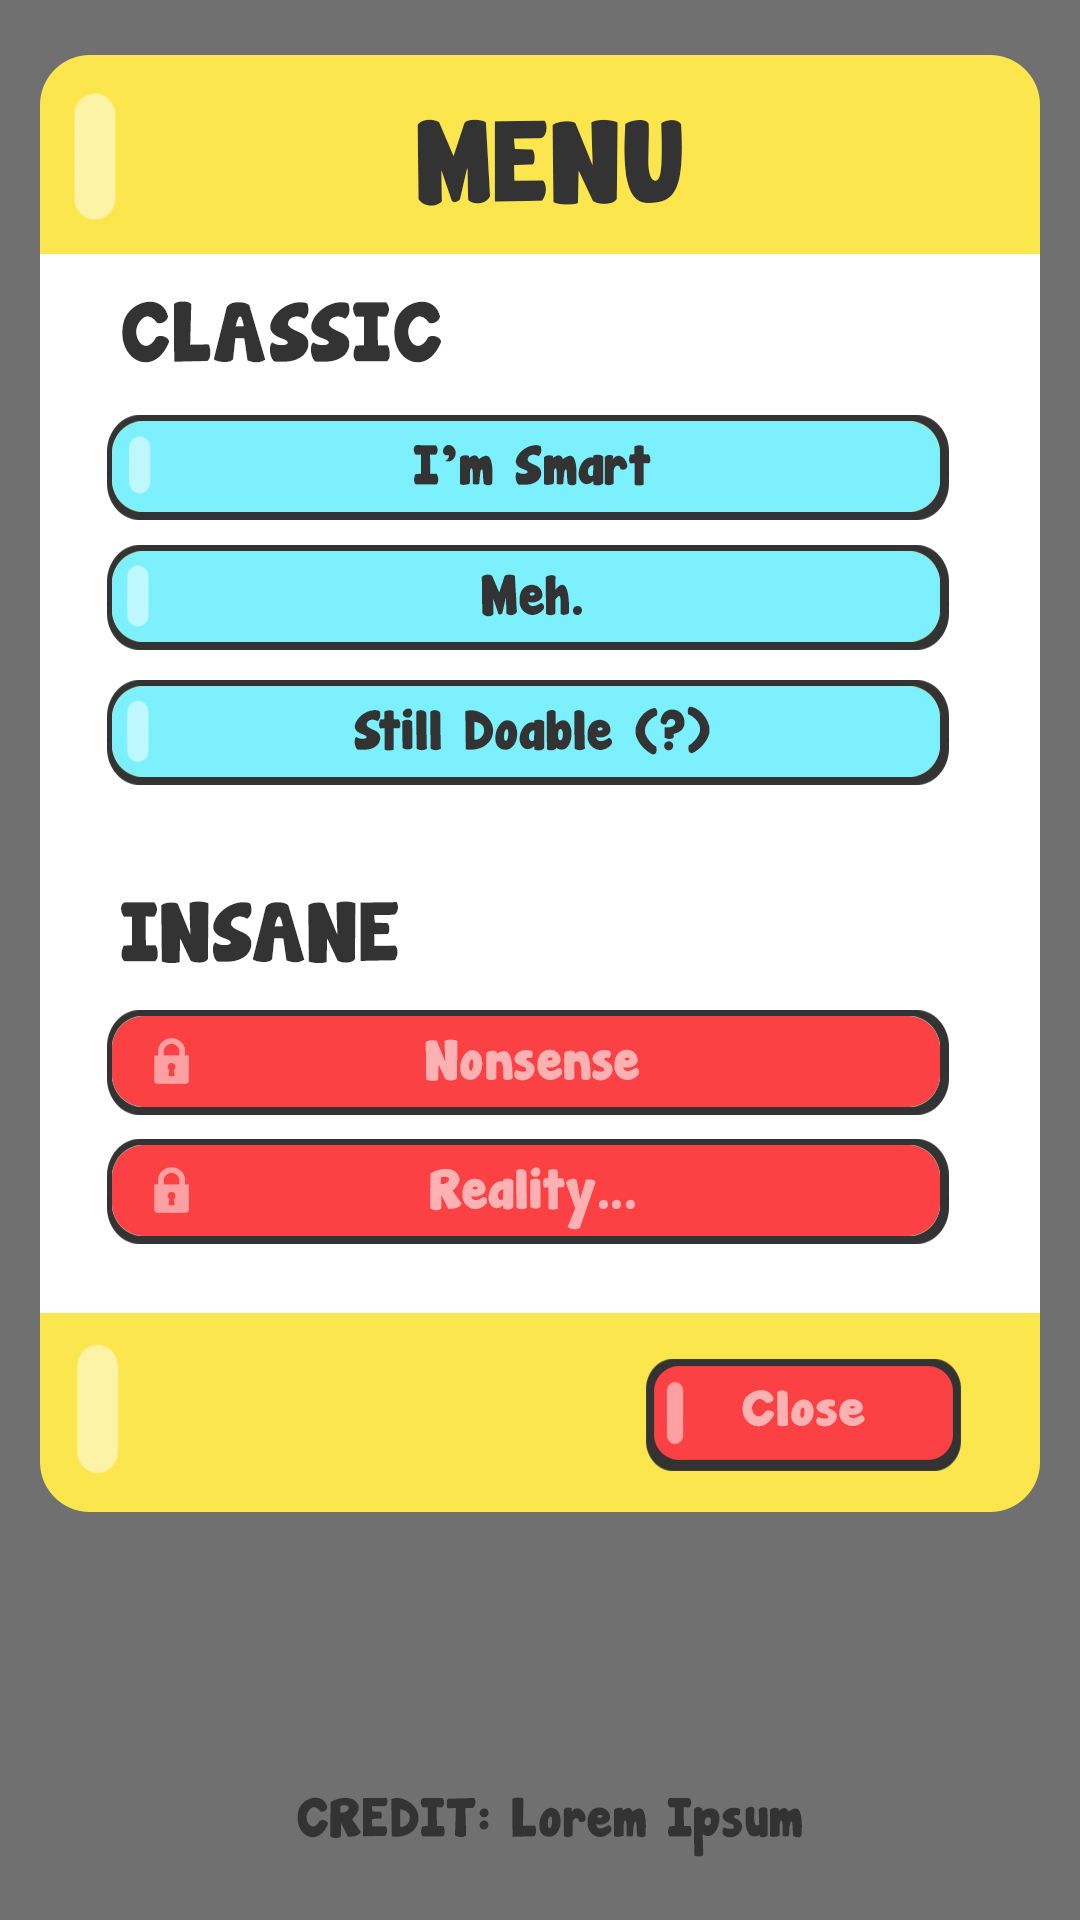 MENU
CLASSIC
I'm Smart
Meh.
Still Doable (?)
INSANE
Nonsense
Reality...
Close
CREDIT: Lorem Ipsum